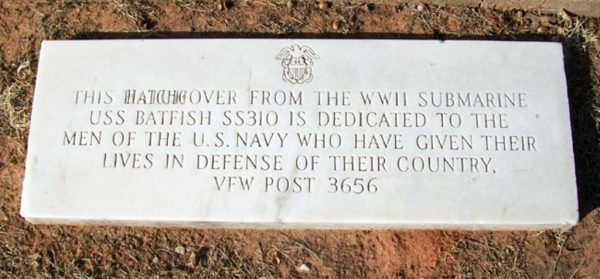 THIS HATCHCOVER FROM THE WWII SUBMARINE
USS BATFISH SS310 IS DEDICATED TO THE
MEN OF THE U.S. NAVY WHO HAVE GIVEN THEIR
LIVES IN DEFENSE OF THEIR COUNTRY.
VFW POST 3656